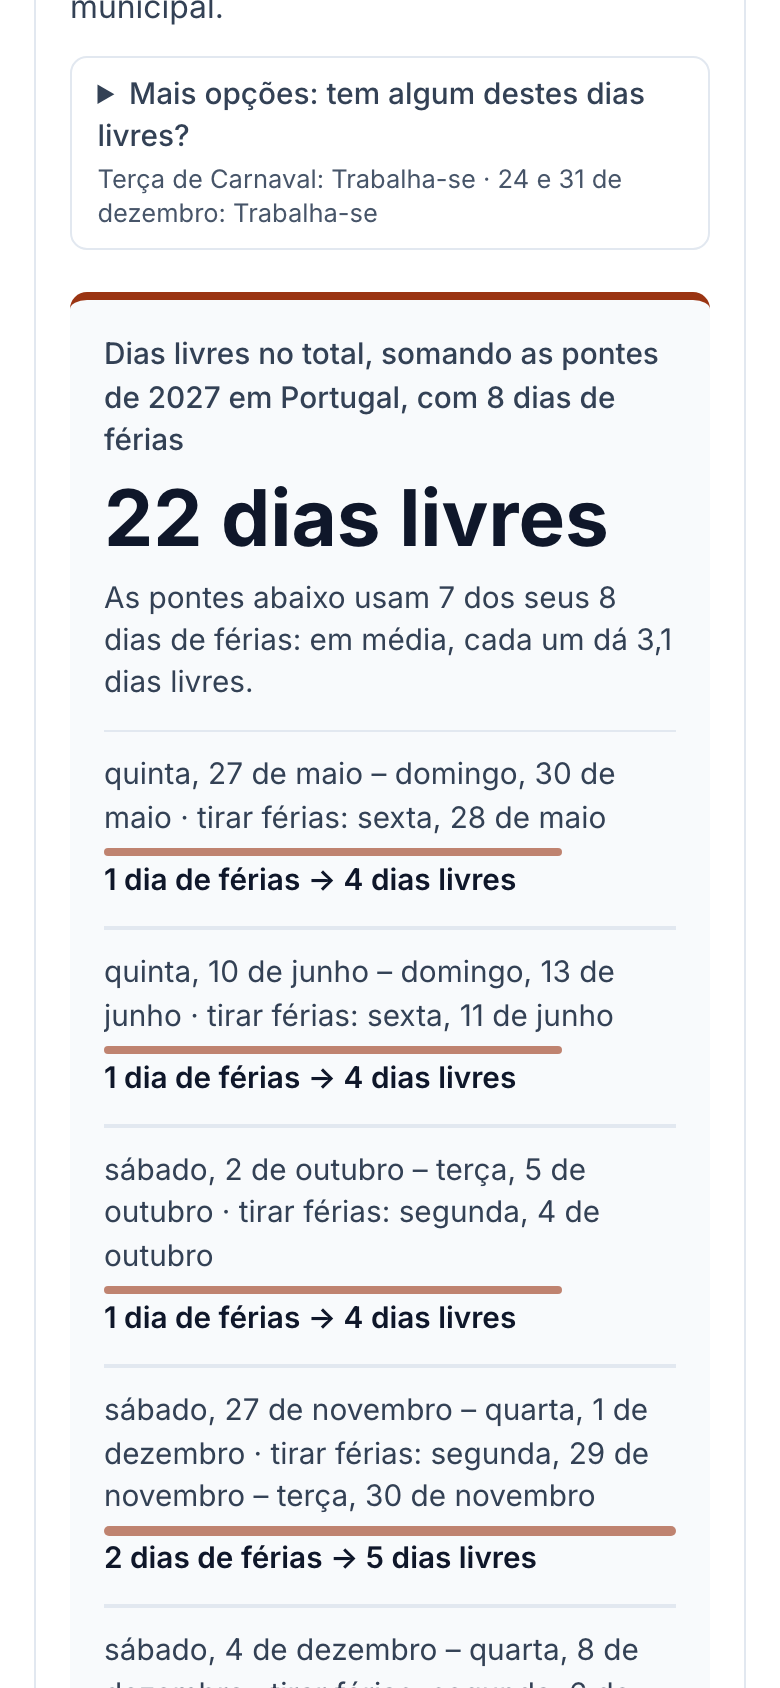 municipal.
▶ Mais opções: tem algum destes dias
livres?
Terça de Carnaval: Trabalha-se · 24 e 31 de
dezembro: Trabalha-se
Dias livres no total, somando as pontes
de 2027 em Portugal, com 8 dias de
férias
22 dias livres
As pontes abaixo usam 7 dos seus 8
dias de férias: em média, cada um dá 3,1
dias livres.
quinta, 27 de maio – domingo, 30 de
maio · tirar férias: sexta, 28 de maio
1 dia de férias → 4 dias livres
quinta, 10 de junho – domingo, 13 de
junho · tirar férias: sexta, 11 de junho
1 dia de férias → 4 dias livres
sábado, 2 de outubro – terça, 5 de
outubro · tirar férias: segunda, 4 de
outubro
1 dia de férias → 4 dias livres
sábado, 27 de novembro – quarta, 1 de
dezembro · tirar férias: segunda, 29 de
novembro – terça, 30 de novembro
2 dias de férias → 5 dias livres
sábado, 4 de dezembro – quarta, 8 de
dezembro · tirar férias: segunda, 6 de